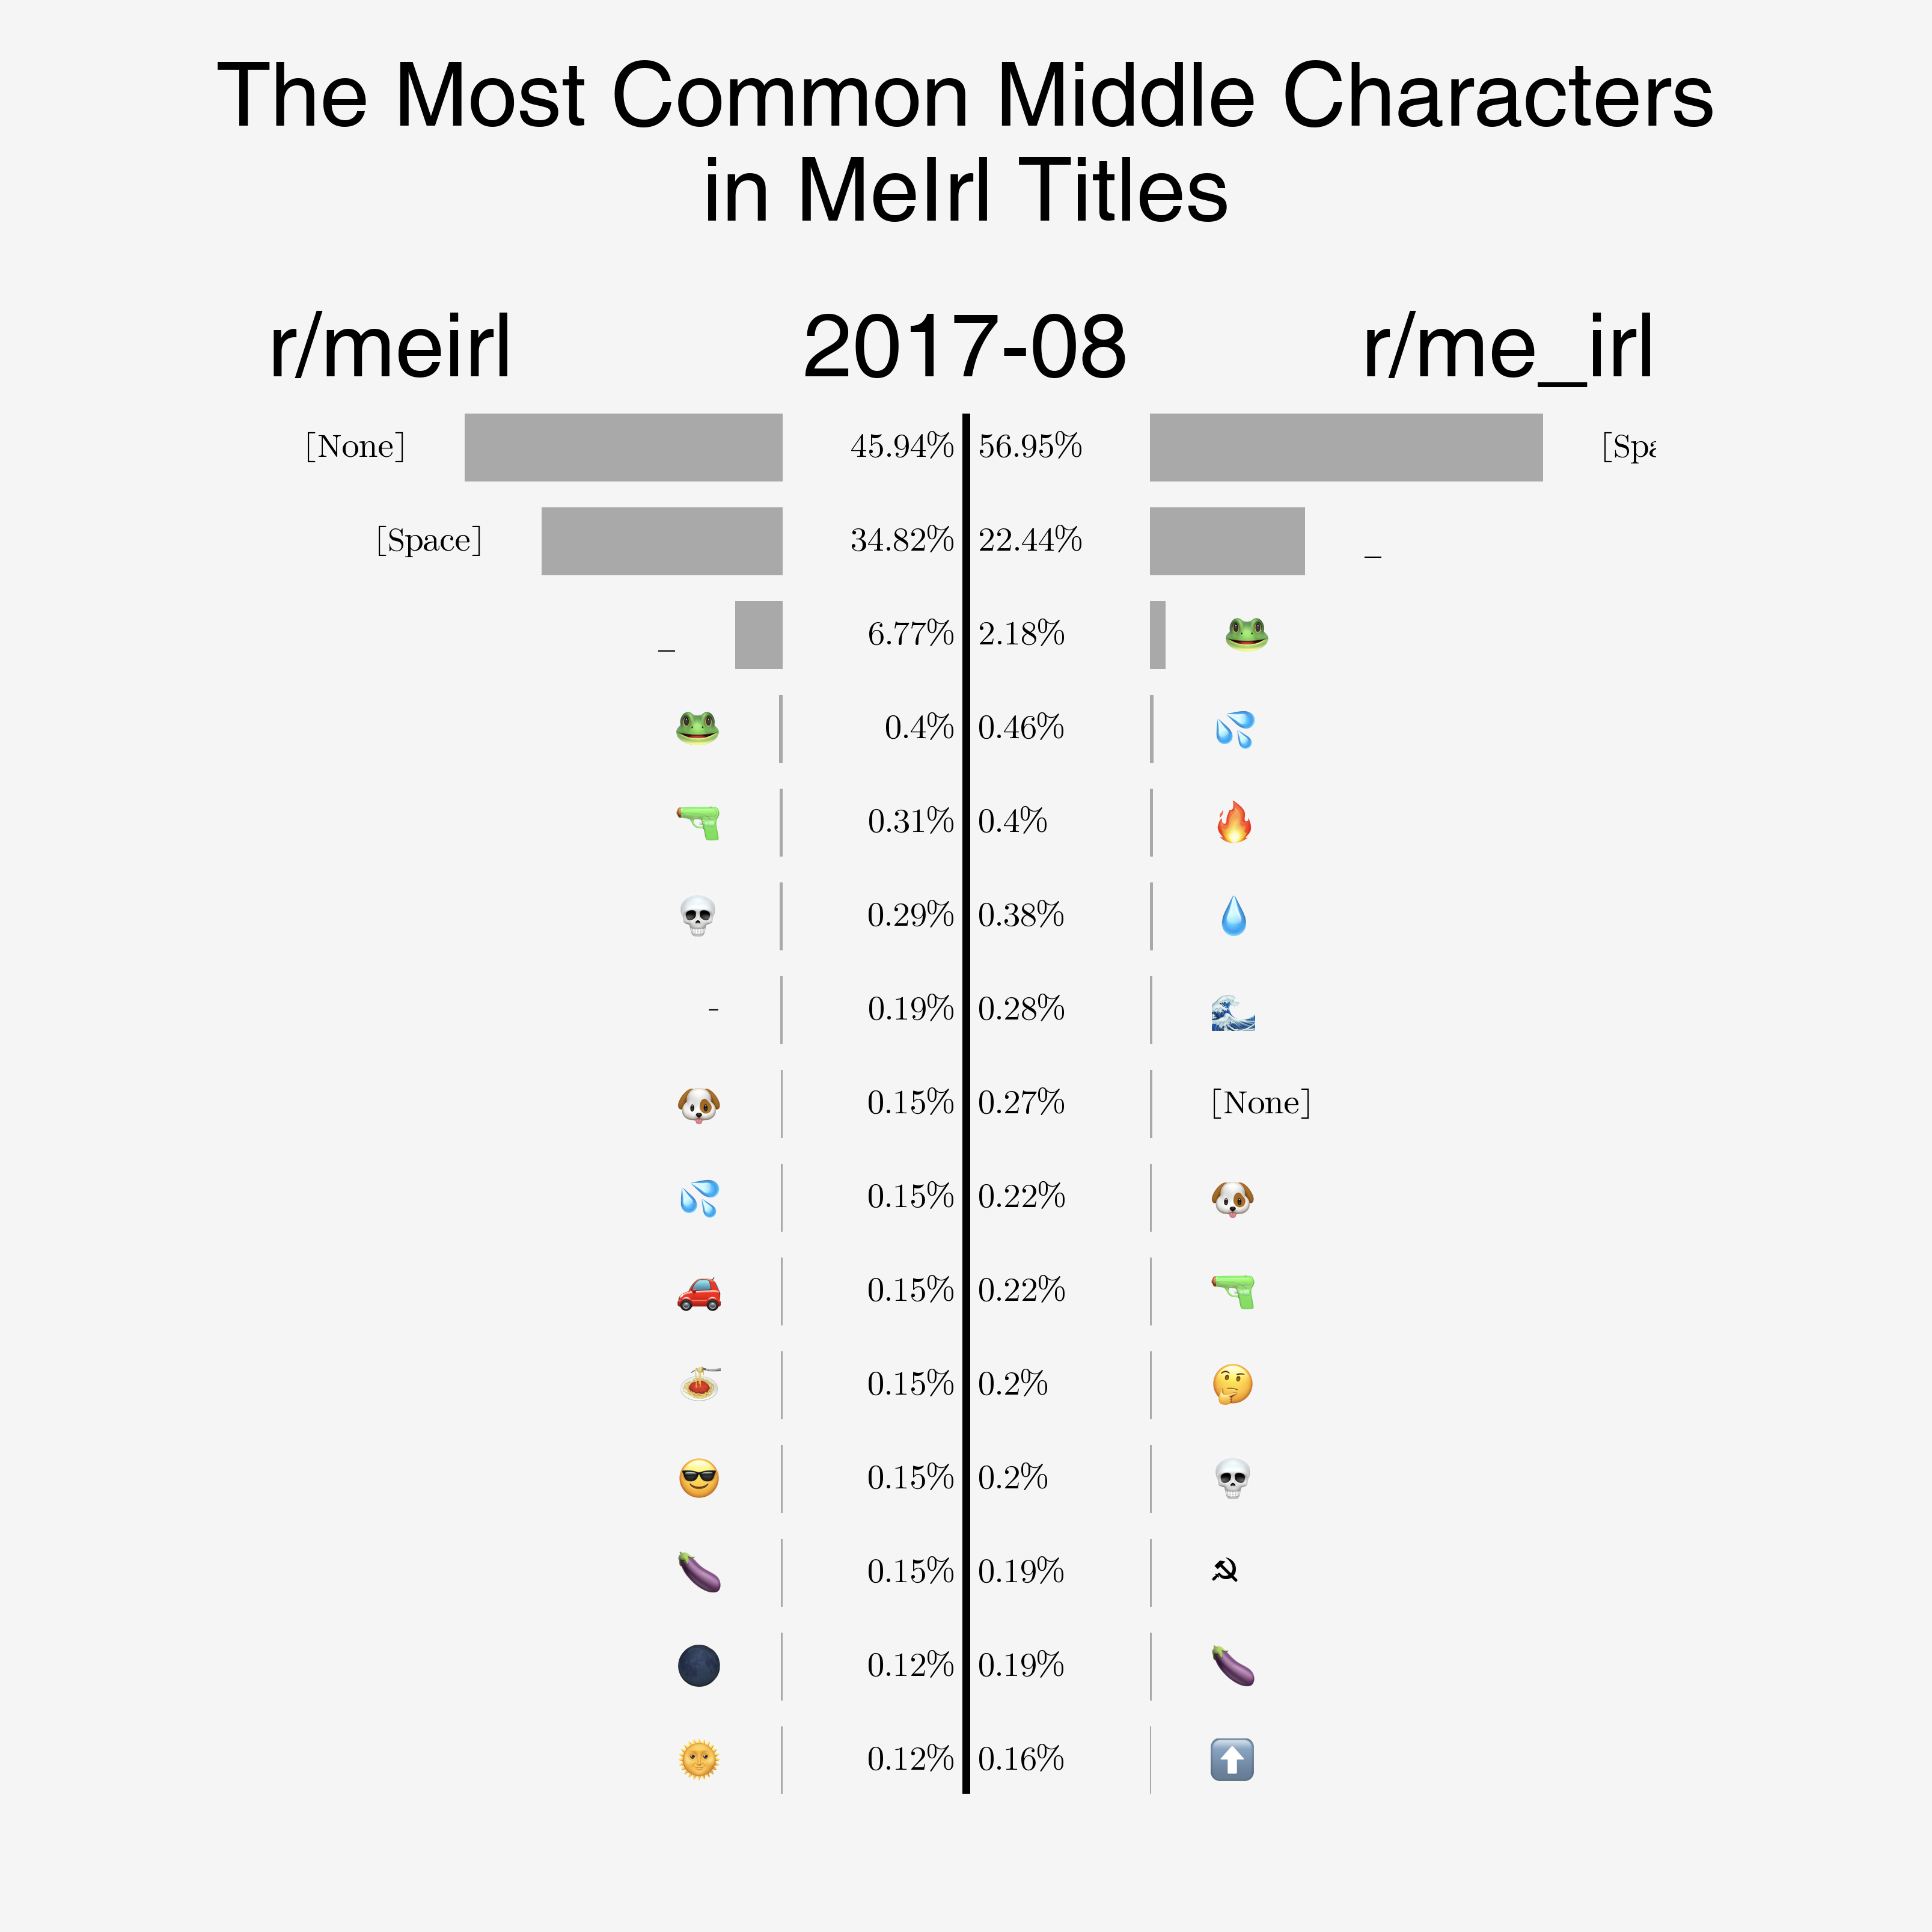 The Most Common Middle Characters
in MeIrl Titles
r/meirl 2017-08 r/me_irl
[None] 45.94% 56.95% [Spa
[Space] 34.82% 22.44% _
_ 6.77% 2.18% 🐸
🐸 0.4% 0.46% 💦
🔫 0.31% 0.4% 🔥
💀 0.29% 0.38% 💧
- 0.19% 0.28% 🌊
🐶 0.15% 0.27% [None]
💦 0.15% 0.22% 🐶
🚗 0.15% 0.22% 🔫
🍝 0.15% 0.2% 🤔
😎 0.15% 0.2% 💀
🍆 0.15% 0.19% ☭
🌑 0.12% 0.19% 🍆
🌞 0.12% 0.16% ⬆️